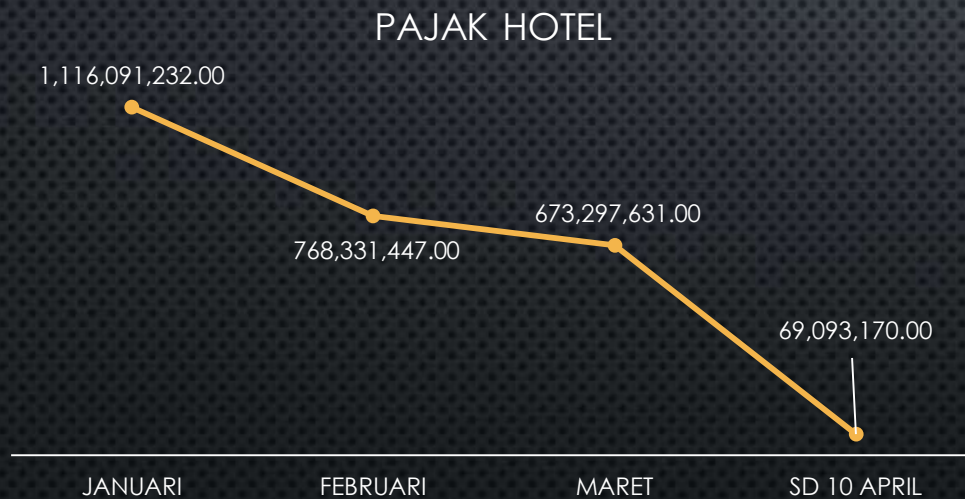 PAJAK HOTEL
1,116,091,232.00
768,331,447.00
673,297,631.00
69,093,170.00
JANUARI
FEBRUARI
MARET
SD 10 APRIL